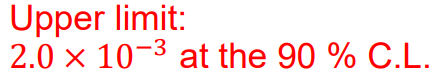 Upper limit:
2.0 × 10⁻³ at the 90 % C.L.